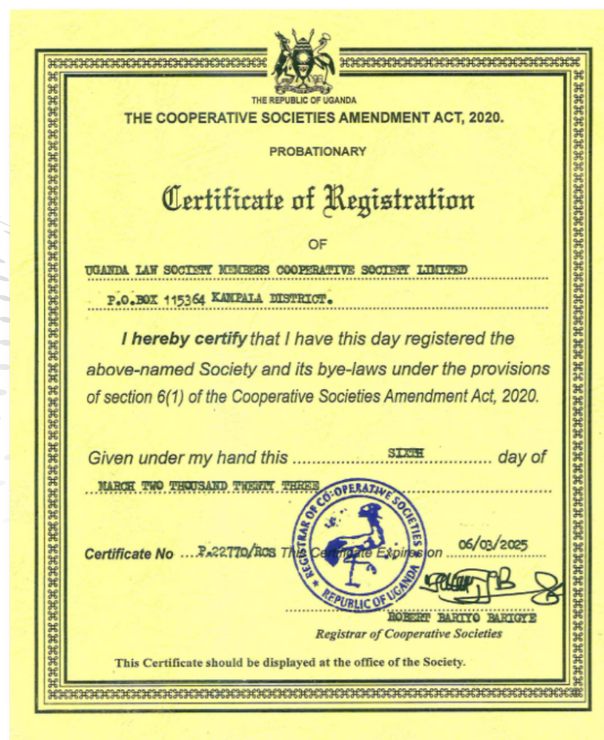 THE REPUBLIC OF UGANDA
THE COOPERATIVE SOCIETIES AMENDMENT ACT, 2020.
PROBATIONARY
Certificate of Registration
OF
UGANDA LAW SOCIETY MEMBERS COOPERATIVE SOCIETY LIMITED
P.O.BOX 115364 KAMPALA DISTRICT.
I hereby certify that I have this day registered the
above-named Society and its bye-laws under the provisions
of section 6(1) of the Cooperative Societies Amendment Act, 2020.
Given under my hand this SIXTH day of
MARCH TWO THOUSAND TWENTY THREE
REGISTRAR OF CO-OPERATIVE SOCIETIES
REPUBLIC OF UGANDA
Certificate No P.22770/RCS This Certificate Expires on 06/03/2025
ROBERT BARIYO BARIGYE
Registrar of Cooperative Societies
This Certificate should be displayed at the office of the Society.